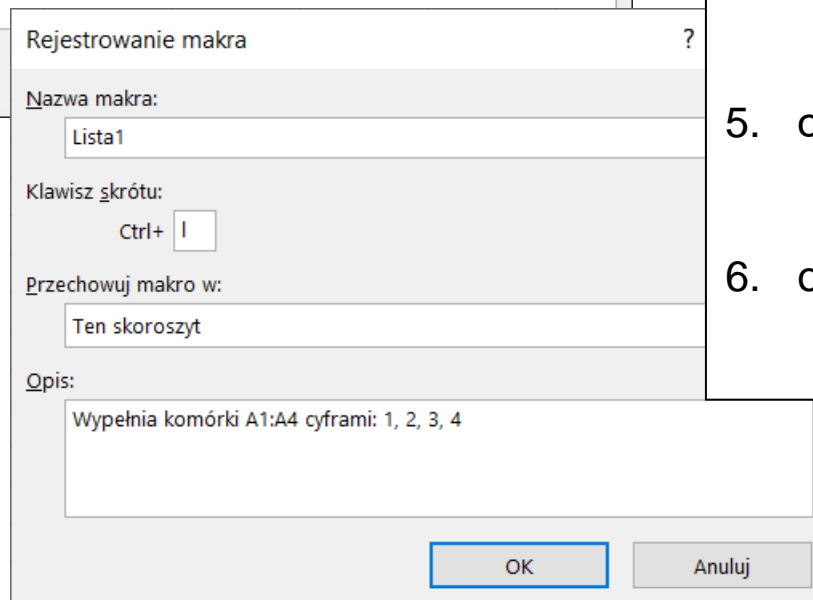 Rejestrowanie makra ?
Nazwa makra:
Lista1
Klawisz skrótu:
Ctrl+ l
Przechowuj makro w:
Ten skoroszyt
Opis:
Wypełnia komórki A1:A4 cyframi: 1, 2, 3, 4
OK Anuluj
5.
6.